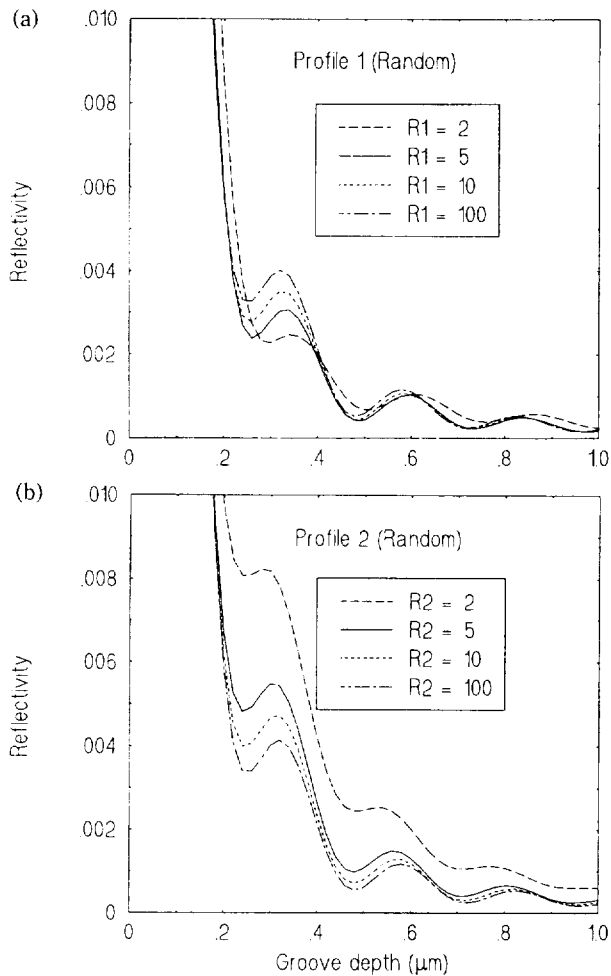 (a)
.010
.008
.006
.004
.002
0
Reflectivity
Profile 1 (Random)
R1 = 2
R1 = 5
R1 = 10
R1 = 100
0 .2 .4 .6 .8 1.0
(b)
.010
.008
.006
.004
.002
0
Reflectivity
Profile 2 (Random)
R2 = 2
R2 = 5
R2 = 10
R2 = 100
0 .2 .4 .6 .8 1.0
Groove depth (μm)